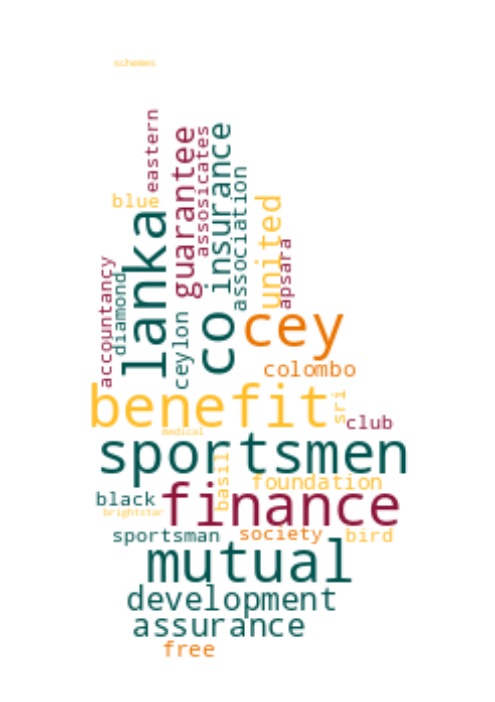 schemes
eastern
guarantee
assosicates
insurance
association
blue
lanka
united
apsara
accountancy
diamond
ceylon
co
cey
colombo
benefit
sri
club
medical
sportsmen
basil
foundation
black
finance
brightstar
sportsman
society
bird
mutual
development
assurance
free